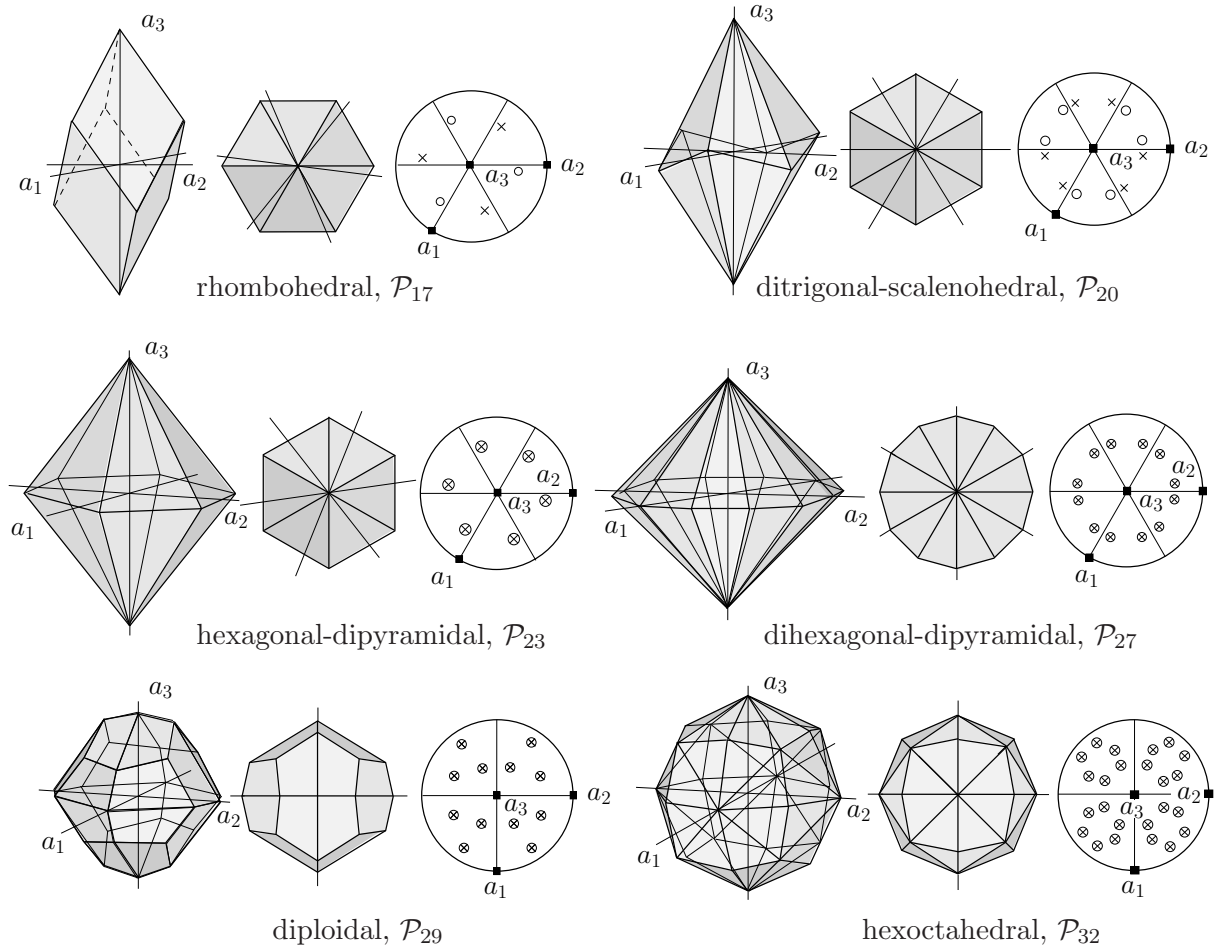 a₃
a₁
a₂
a₃
a₂
a₁
rhombohedral, 𝒫₁₇
a₃
a₁
a₂
a₃
a₂
a₁
ditrigonal-scalenohedral, 𝒫₂₀
a₃
a₁
a₂
a₃
a₂
a₁
hexagonal-dipyramidal, 𝒫₂₃
a₃
a₁
a₂
a₃
a₂
a₁
dihexagonal-dipyramidal, 𝒫₂₇
a₃
a₁
a₂
a₃
a₂
a₁
diploidal, 𝒫₂₉
a₃
a₁
a₂
a₃
a₂
a₁
hexoctahedral, 𝒫₃₂